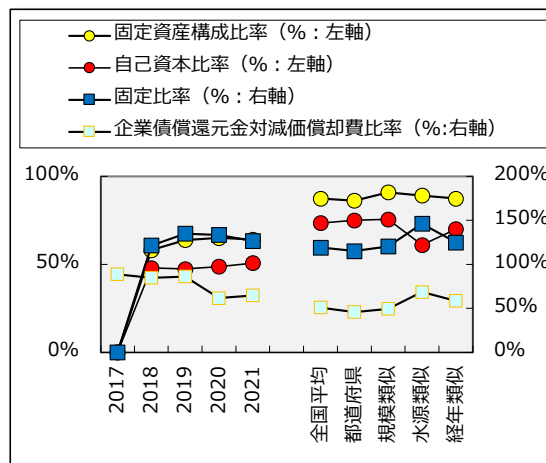 固定資産構成比率（%：左軸）
自己資本比率（%：左軸）
固定比率（%：右軸）
企業債償還元金対減価償却費比率（%:右軸）
100% 200%
150%
50% 100%
50%
0% 0%
2017 2018 2019 2020 2021 全国平均 都道府県 規模類似 水源類似 経年類似